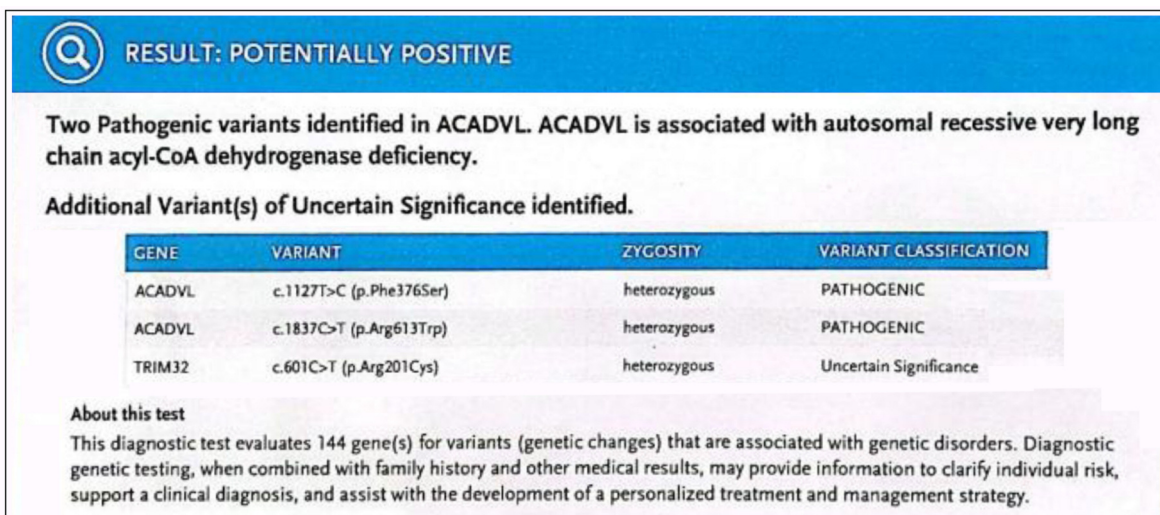 RESULT: POTENTIALLY POSITIVE
Two Pathogenic variants identified in ACADVL. ACADVL is associated with autosomal recessive very long
chain acyl-CoA dehydrogenase deficiency.
Additional Variant(s) of Uncertain Significance identified.
GENE VARIANT ZYGOSITY VARIANT CLASSIFICATION
ACADVL c.1127T>C (p.Phe376Ser) heterozygous PATHOGENIC
ACADVL c.1837C>T (p.Arg613Trp) heterozygous PATHOGENIC
TRIM32 c.601C>T (p.Arg201Cys) heterozygous Uncertain Significance
About this test
This diagnostic test evaluates 144 gene(s) for variants (genetic changes) that are associated with genetic disorders. Diagnostic
genetic testing, when combined with family history and other medical results, may provide information to clarify individual risk,
support a clinical diagnosis, and assist with the development of a personalized treatment and management strategy.